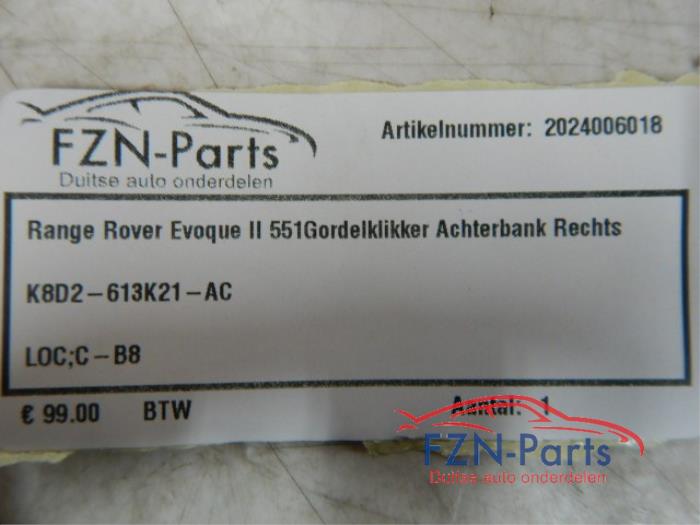 FZN-Parts
Duitse auto onderdelen
Artikelnummer: 2024006018
Range Rover Evoque II 551Gordelklikker Achterbank Rechts
K8D2-613K21-AC
LOC;C-B8
€ 99.00 BTW Aantal: 1
FZN-Parts
Duitse auto onderdelen